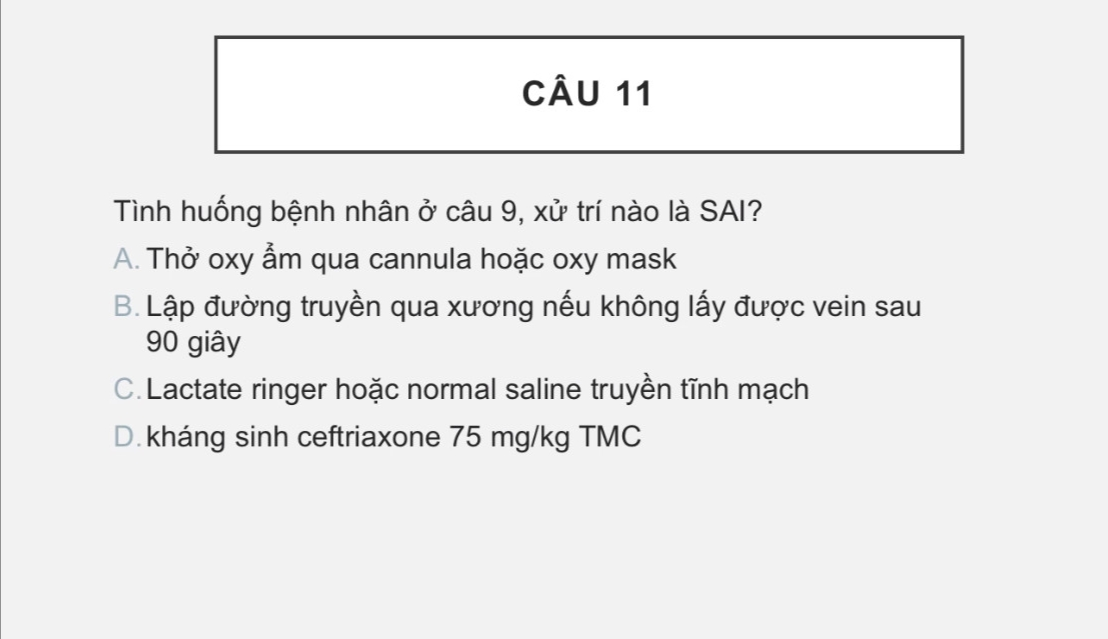 CÂU 11
Tình huống bệnh nhân ở câu 9, xử trí nào là SAI?
A. Thở oxy ẩm qua cannula hoặc oxy mask
B. Lập đường truyền qua xương nếu không lấy được vein sau
90 giây
C. Lactate ringer hoặc normal saline truyền tĩnh mạch
D. kháng sinh ceftriaxone 75 mg/kg TMC